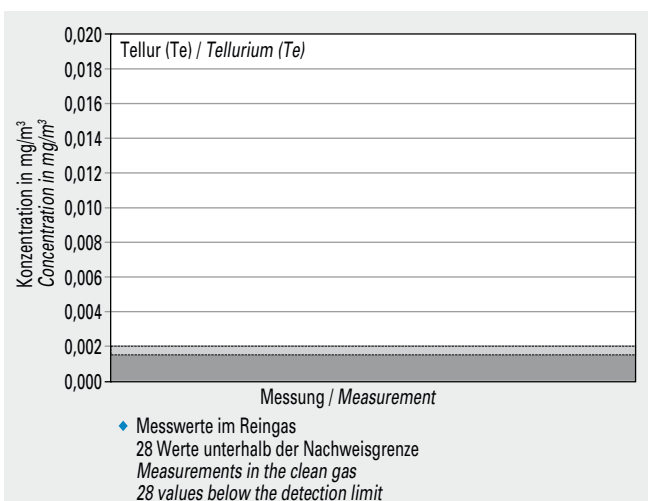 Tellur (Te) / Tellurium (Te)
Konzentration in mg/m³
Concentration in mg/m³
0,020
0,018
0,016
0,014
0,012
0,010
0,008
0,006
0,004
0,002
0,000
Messung / Measurement
Messwerte im Reingas
28 Werte unterhalb der Nachweisgrenze
Measurements in the clean gas
28 values below the detection limit